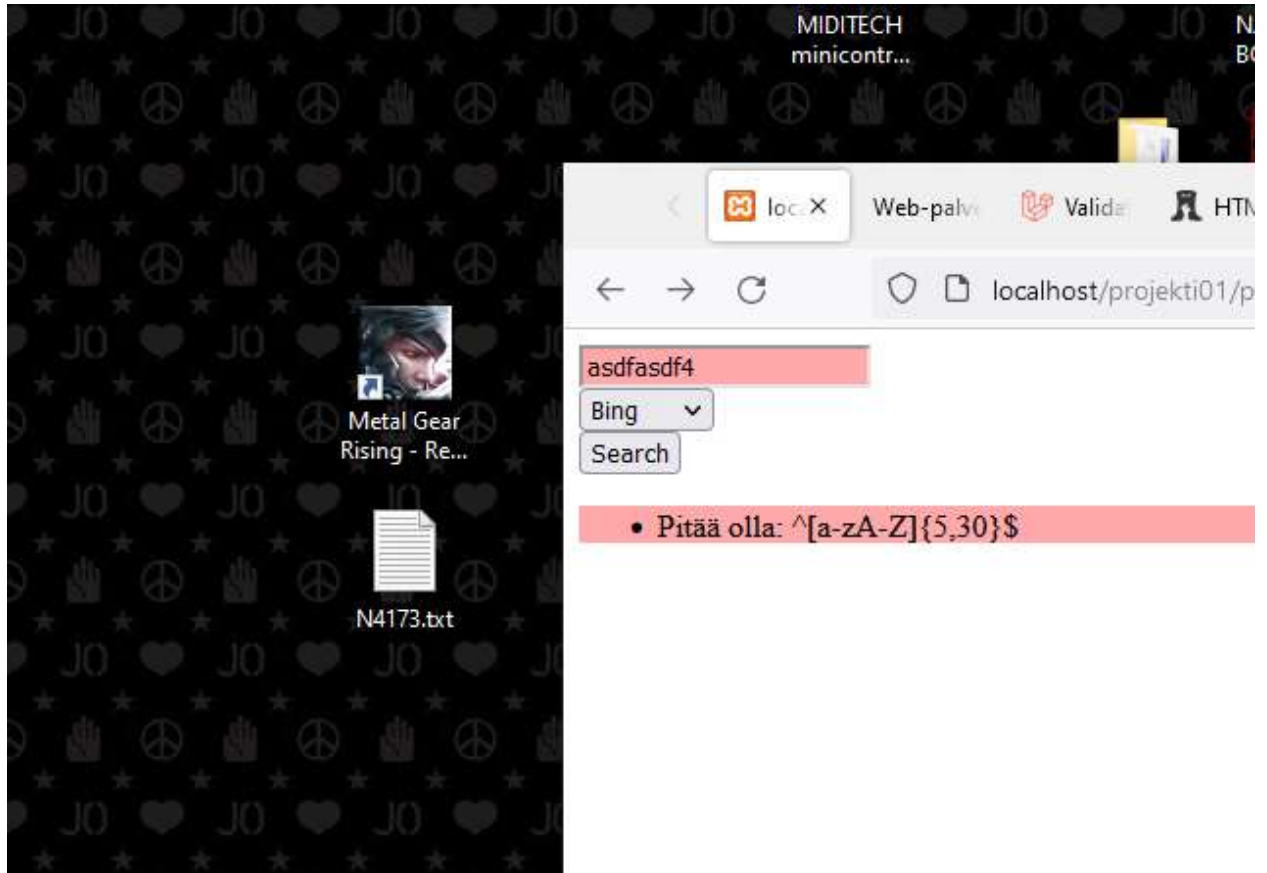 MIDITECH
minicontr...
loc
Web-palv
Valida
localhost/projekti01/p
asdfasdf4
Bing
Search
Metal Gear
Rising - Re...
Pitää olla: ^[a-zA-Z]{5,30}$
N4173.txt